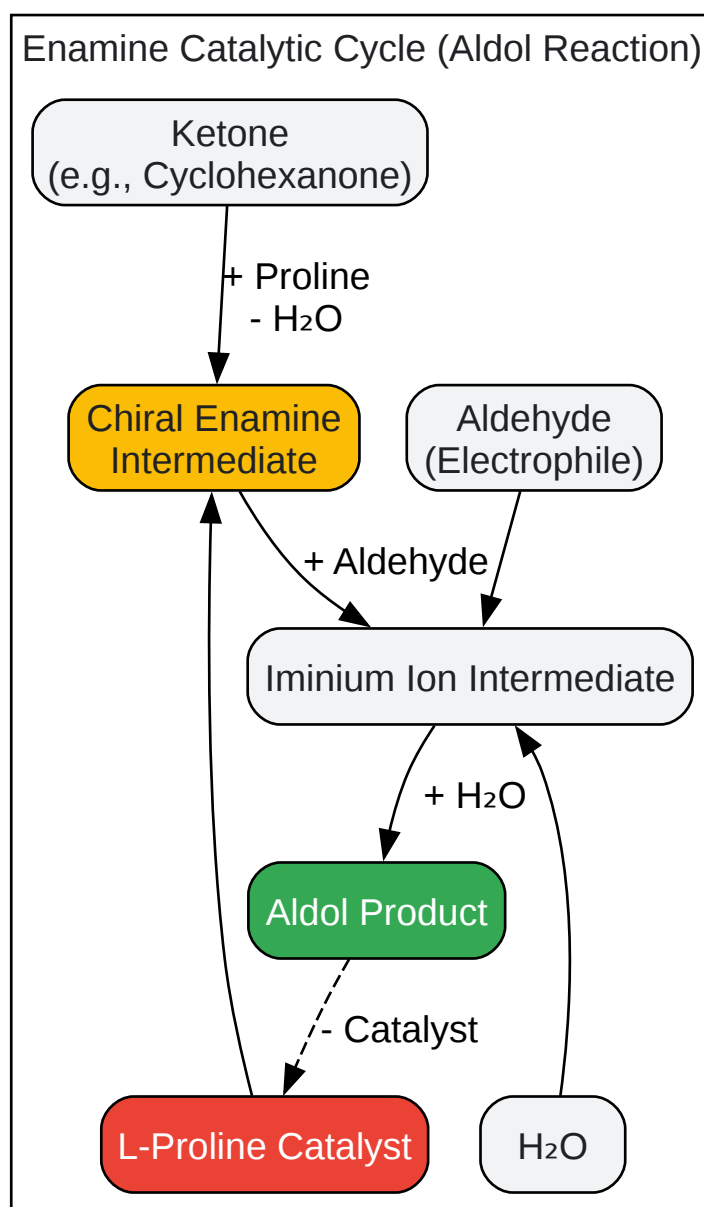 Enamine Catalytic Cycle (Aldol Reaction)
Ketone
(e.g., Cyclohexanone)
+ Proline
- H₂O
Chiral Enamine
Intermediate
Aldehyde
(Electrophile)
+ Aldehyde
Iminium Ion Intermediate
+ H₂O
Aldol Product
- Catalyst
L-Proline Catalyst
H₂O